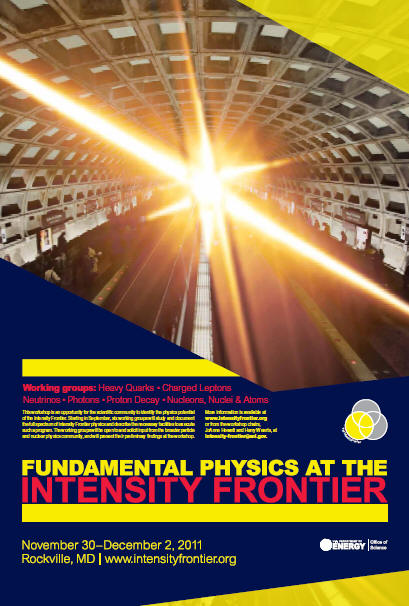 Working groups: Heavy Quarks • Charged Leptons
Neutrinos • Photons • Proton Decay • Nucleons, Nuclei & Atoms
This workshop is an opportunity for the scientific community to identify the physics potential
of the Intensity Frontier. Starting in September, six working groups will study and document
the full spectrum of Intensity Frontier physics and describe the necessary facilities to execute
such a program. The working groups will be open to and solicit input from the broader particle
and nuclear physics community, and will present their preliminary findings at the workshop.
More information is available at
www.intensityfrontier.org
or from the workshop chairs,
JoAnne Hewett and Harry Weerts, at
intensity-frontier@anl.gov.
FUNDAMENTAL PHYSICS AT THE
INTENSITY FRONTIER
November 30–December 2, 2011
Rockville, MD | www.intensityfrontier.org
U.S. DEPARTMENT OF
ENERGY
Office of
Science